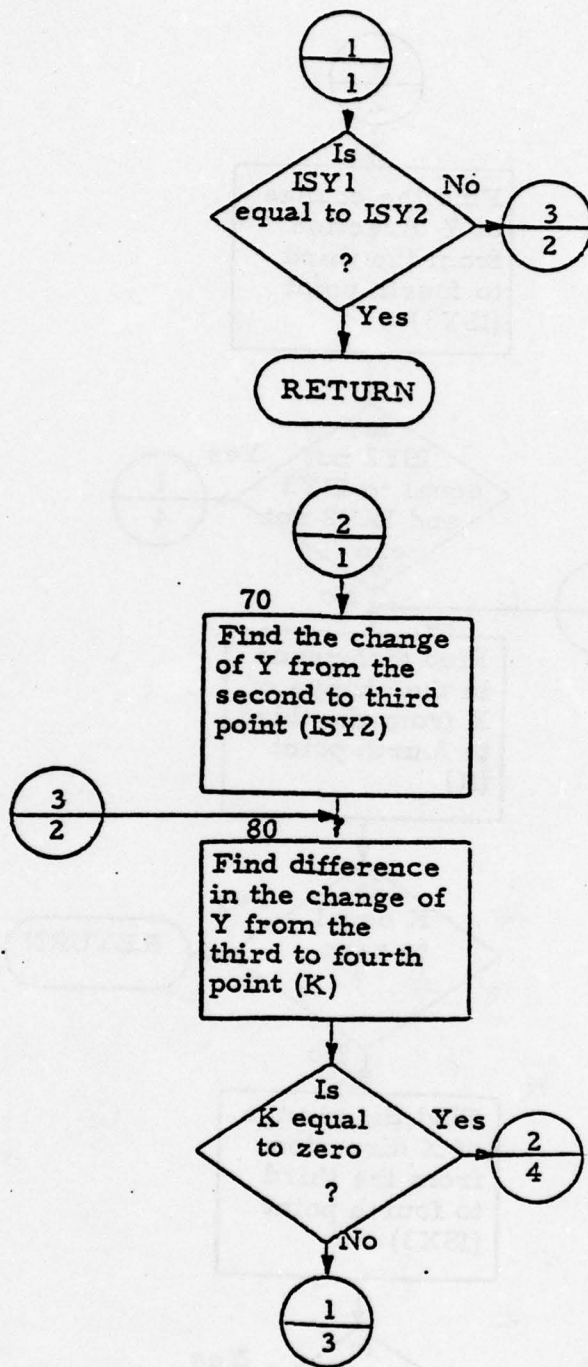 1
1
Is
ISY1
equal to ISY2
?
No
3
2
Yes
RETURN
2
1
70
Find the change
of Y from the
second to third
point (ISY2)
3
2
80
Find difference
in the change of
Y from the
third to fourth
point (K)
Is
K equal
to zero
?
Yes
2
4
No
1
3